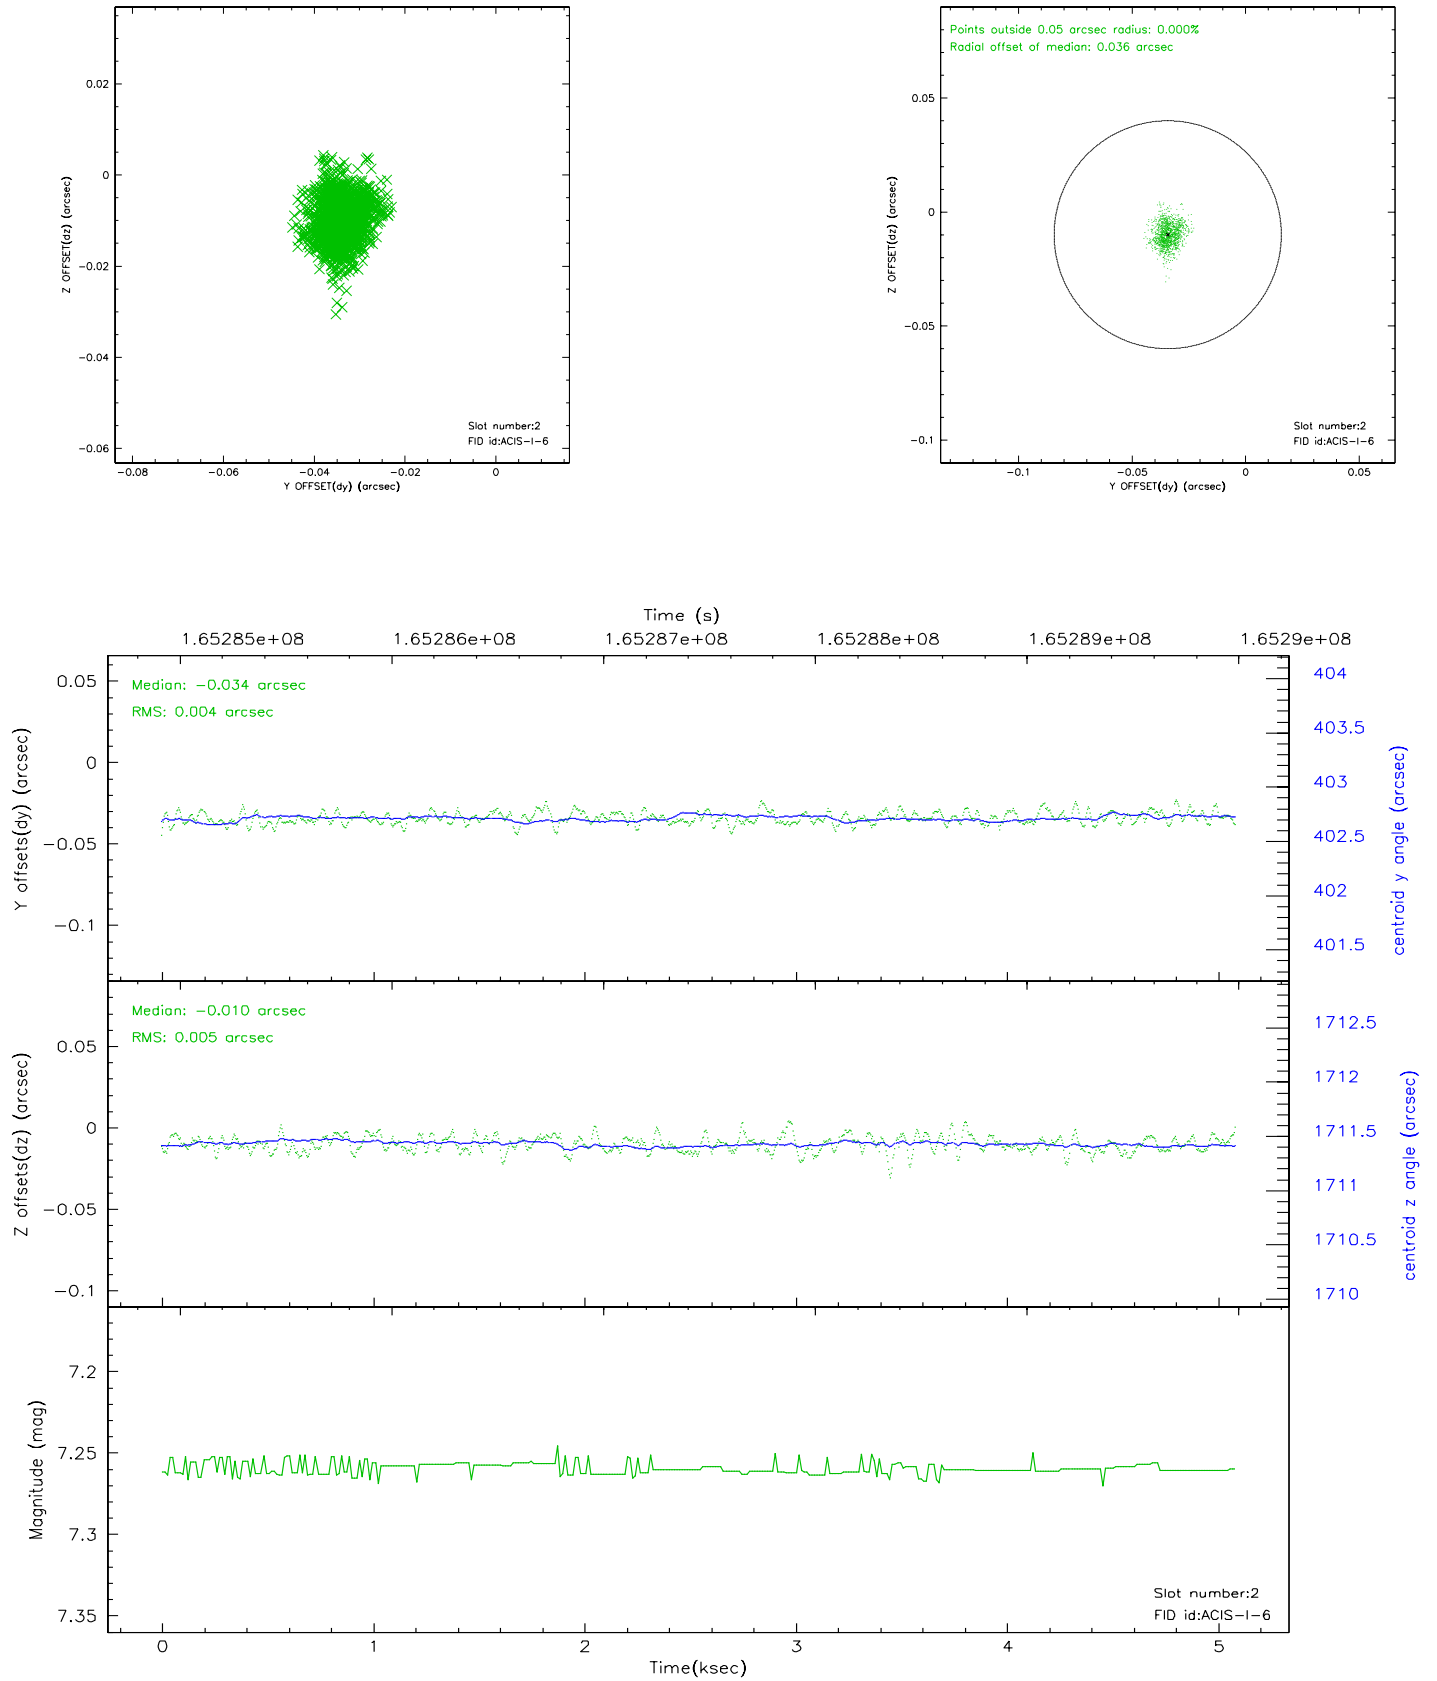 0.02
0
-0.02
-0.04
-0.06
Z OFFSET(dz) (arcsec)
Slot number:2
FID id:ACIS-I-6
-0.08 -0.06 -0.04 -0.02 0
Y OFFSET(dy) (arcsec)
Points outside 0.05 arcsec radius: 0.000%
Radial offset of median: 0.036 arcsec
0.05
0
-0.05
-0.1
Z OFFSET(dz) (arcsec)
Slot number:2
FID id:ACIS-I-6
-0.1 -0.05 0 0.05
Y OFFSET(dy) (arcsec)
Time (s)
1.65285e+08 1.65286e+08 1.65287e+08 1.65288e+08 1.65289e+08 1.6529e+08
Median: -0.034 arcsec
RMS: 0.004 arcsec
0.05
0
-0.05
-0.1
Y offsets(dy) (arcsec)
404
403.5
403
402.5
402
401.5
centroid y angle (arcsec)
Median: -0.010 arcsec
RMS: 0.005 arcsec
0.05
0
-0.05
-0.1
Z offsets(dz) (arcsec)
1712.5
1712
1711.5
1711
1710.5
1710
centroid z angle (arcsec)
7.2
7.25
7.3
7.35
Magnitude (mag)
Slot number:2
FID id:ACIS-I-6
0 1 2 3 4 5
Time(ksec)